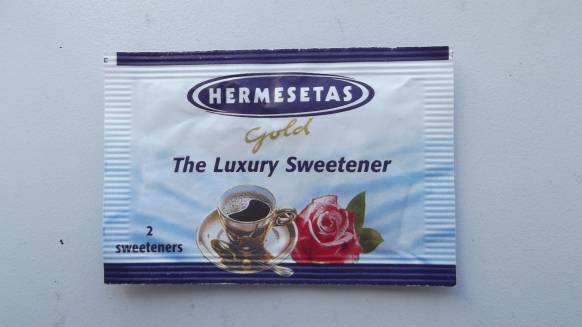 HERMESETAS
Gold
The Luxury Sweetener
2
sweeteners